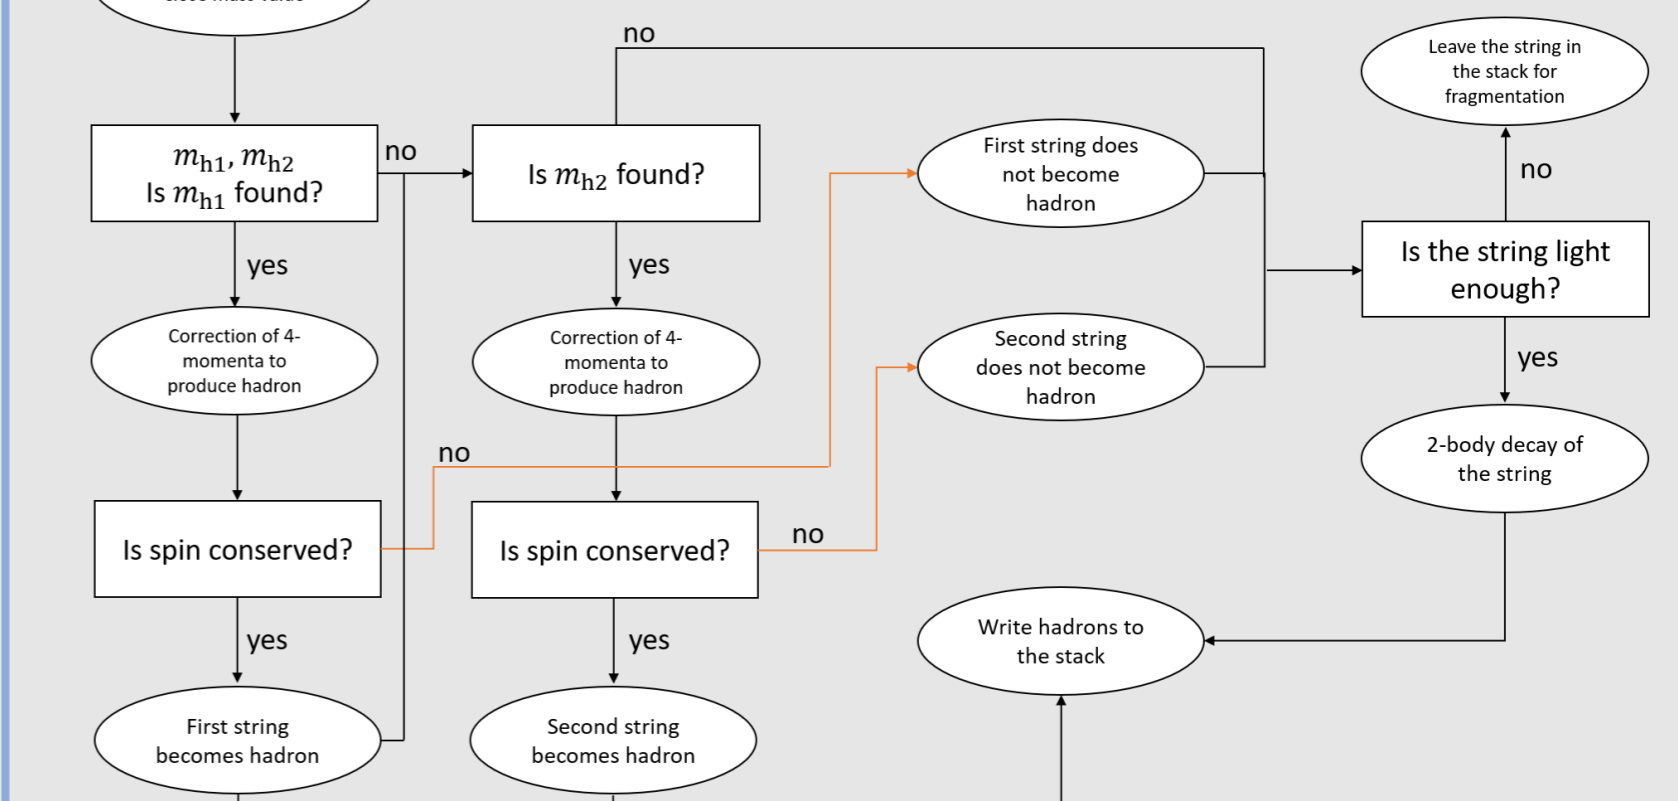 no
Leave the string in
the stack for
fragmentation
m_h1, m_h2
Is m_h1 found?
no
Is m_h2 found?
First string does
not become
hadron
no
Is the string light
enough?
yes
yes
Correction of 4-
momenta to
produce hadron
Correction of 4-
momenta to
produce hadron
Second string
does not become
hadron
yes
2-body decay of
the string
no
Is spin conserved?
Is spin conserved?
no
yes
yes
Write hadrons to
the stack
First string
becomes hadron
Second string
becomes hadron